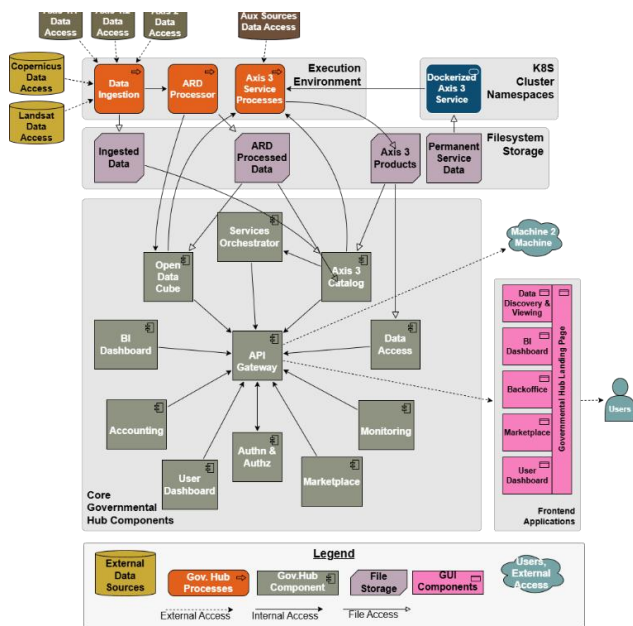 Data
Access
Data
Access
Data
Access
Aux Sources
Data Access
Copernicus
Data
Access
Landsat
Data
Access
Data
Ingestion
ARD
Processor
Axis 3
Service
Processes
Execution
Environment
Dockerized
Axis 3
Service
K8S
Cluster
Namespaces
Ingested
Data
ARD
Processed
Data
Axis 3
Products
Permanent
Service
Data
Filesystem
Storage
Services
Orchestrator
Open
Data
Cube
Axis 3
Catalog
Machine 2
Machine
BI
Dashboard
API
Gateway
Data
Access
Accounting
Monitoring
User
Dashboard
Authn &
Authz
Marketplace
Core
Governmental
Hub Components
Data
Discovery &
Viewing
BI
Dashboard
Backoffice
Marketplace
User
Dashboard
Governmental Hub Landing Page
Frontend
Applications
Users
Legend
External
Data
Sources
Gov. Hub
Processes
Gov.Hub
Component
File
Storage
GUI
Components
Users,
External
Access
External Access
Internal Access
File Access